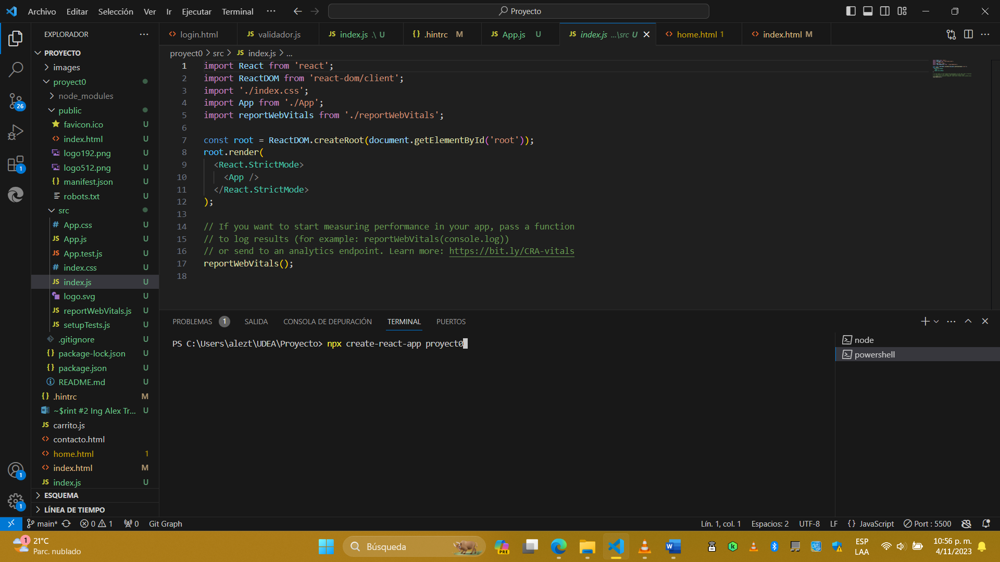 Archivo Editar Selección Ver Ir Ejecutar Terminal ··· Proyecto
EXPLORADOR ···
PROYECTO
images
proyect0
node_modules
public
favicon.ico U
index.html U
logo192.png U
logo512.png U
manifest.json U
robots.txt U
src
App.css U
App.js U
App.test.js U
index.css U
index.js U
logo.svg U
reportWebVitals.js U
setupTests.js U
.gitignore U
package-lock.json U
package.json U
README.md U
.hintrc M
~$rint #2 Ing Alex Tr... U
carrito.js
contacto.html
home.html 1
index.html M
index.js U
ESQUEMA
LÍNEA DE TIEMPO
26
1
1
1
login.html JS validador.js JS index.js .\ U {} .hintrc M JS App.js U JS index.js ...\src U home.html 1 index.html M
proyect0 > src > JS index.js > ...
1 import React from 'react';
2 import ReactDOM from 'react-dom/client';
3 import './index.css';
4 import App from './App';
5 import reportWebVitals from './reportWebVitals';
6
7 const root = ReactDOM.createRoot(document.getElementById('root'));
8 root.render(
9 <React.StrictMode>
10 <App />
11 </React.StrictMode>
12 );
13
14 // If you want to start measuring performance in your app, pass a function
15 // to log results (for example: reportWebVitals(console.log))
16 // or send to an analytics endpoint. Learn more: https://bit.ly/CRA-vitals
17 reportWebVitals();
18
PROBLEMAS 1 SALIDA CONSOLA DE DEPURACIÓN TERMINAL PUERTOS
PS C:\Users\alezt\UDEA\Proyecto> npx create-react-app proyect0
node
powershell
main* 0 1 0 Git Graph Lín. 1, col. 1 Espacios: 2 UTF-8 LF {} JavaScript Port : 5500
1 21°C
Parc. nublado
Búsqueda
PRE
ESP
LAA
10:56 p. m.
4/11/2023